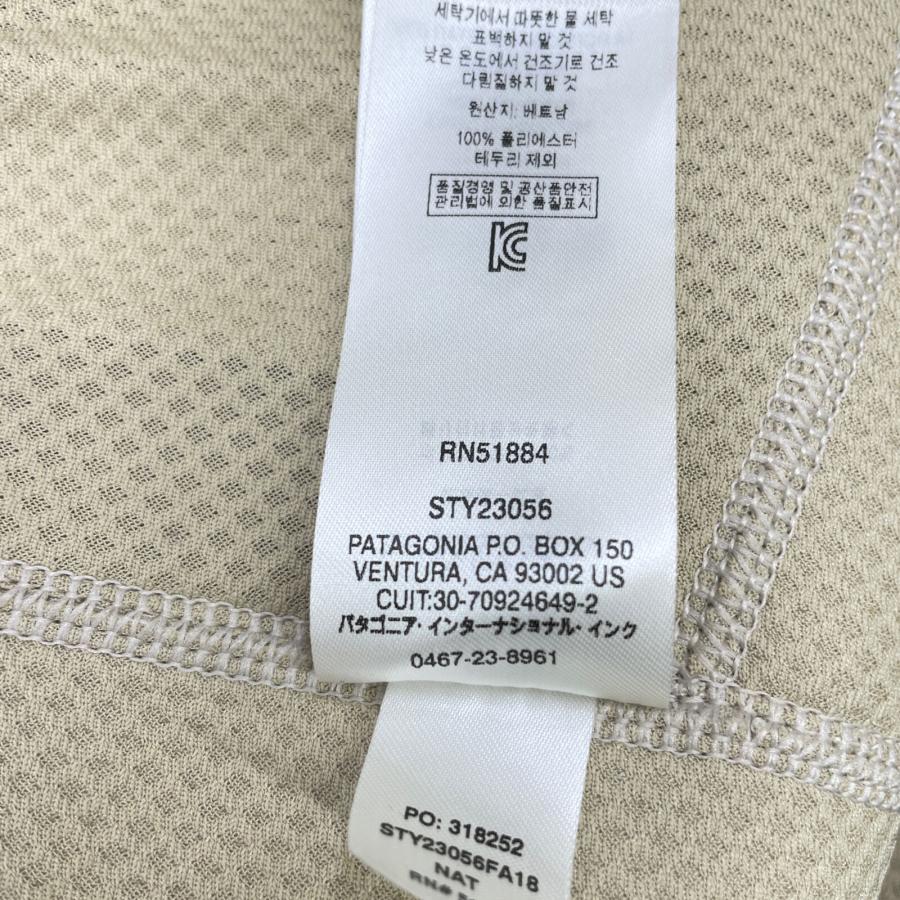 세탁기에서 따뜻한 물 세탁
표백하지 말 것
낮은 온도에서 건조기로 건조
다림질하지 말 것
원산지: 베트남
100% 폴리에스터
테두리 제외
품질경영 및 공산품안전
관리법에 의한 품질표시
KC
RN51884
STY23056
PATAGONIA P.O. BOX 150
VENTURA, CA 93002 US
CUIT:30-70924649-2
パタゴニア・インターナショナル・インク
0467-23-8961
PO: 318252
STY23056FA18
NAT
RN#